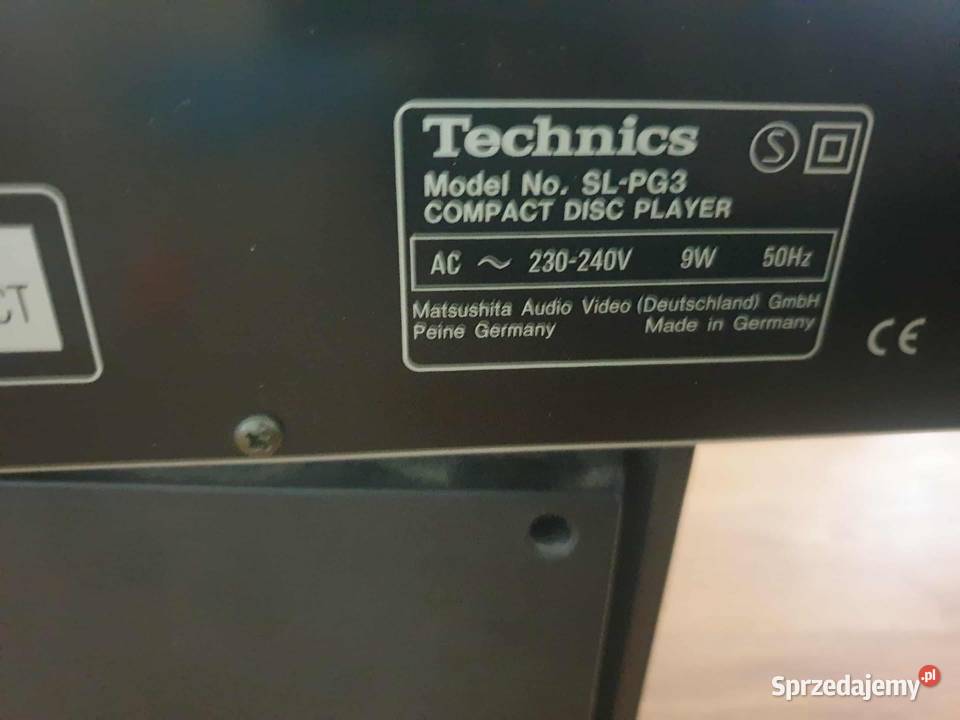 Technics
Model No. SL-PG3
COMPACT DISC PLAYER
AC ~ 230-240V 9W 50Hz
Matsushita Audio Video (Deutschland) GmbH
Peine Germany Made in Germany
S
CE
CT
Sprzedajemy.pl